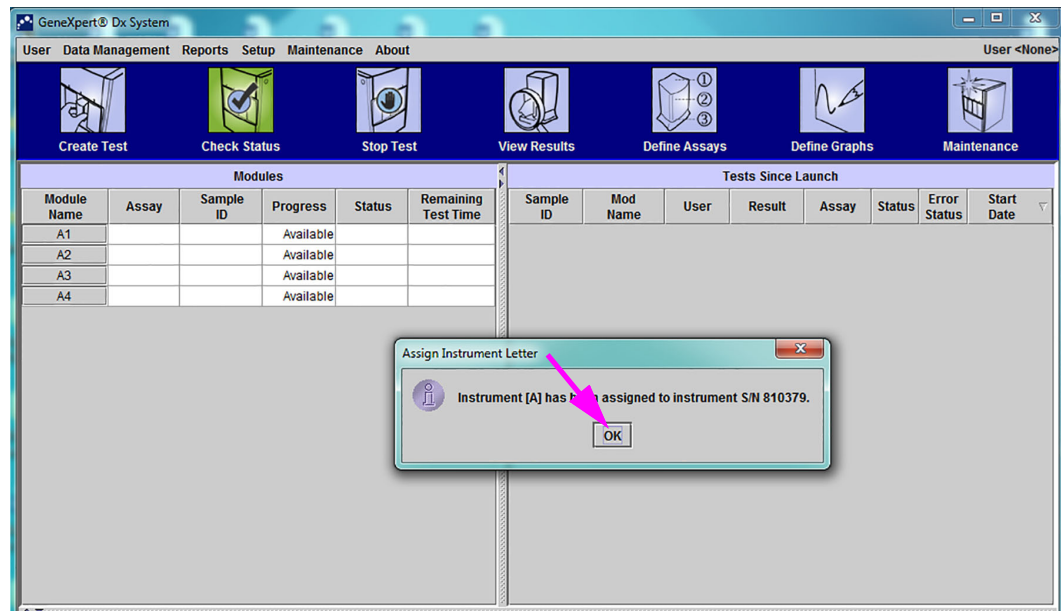 GeneXpert® Dx System
User Data Management Reports Setup Maintenance About User <None>
Create Test Check Status Stop Test View Results Define Assays Define Graphs Maintenance
Modules
Module Name Assay Sample ID Progress Status Remaining Test Time
A1 Available
A2 Available
A3 Available
A4 Available
Tests Since Launch
Sample ID Mod Name User Result Assay Status Error Status Start Date
Assign Instrument Letter
Instrument [A] has assigned to instrument S/N 810379.
OK